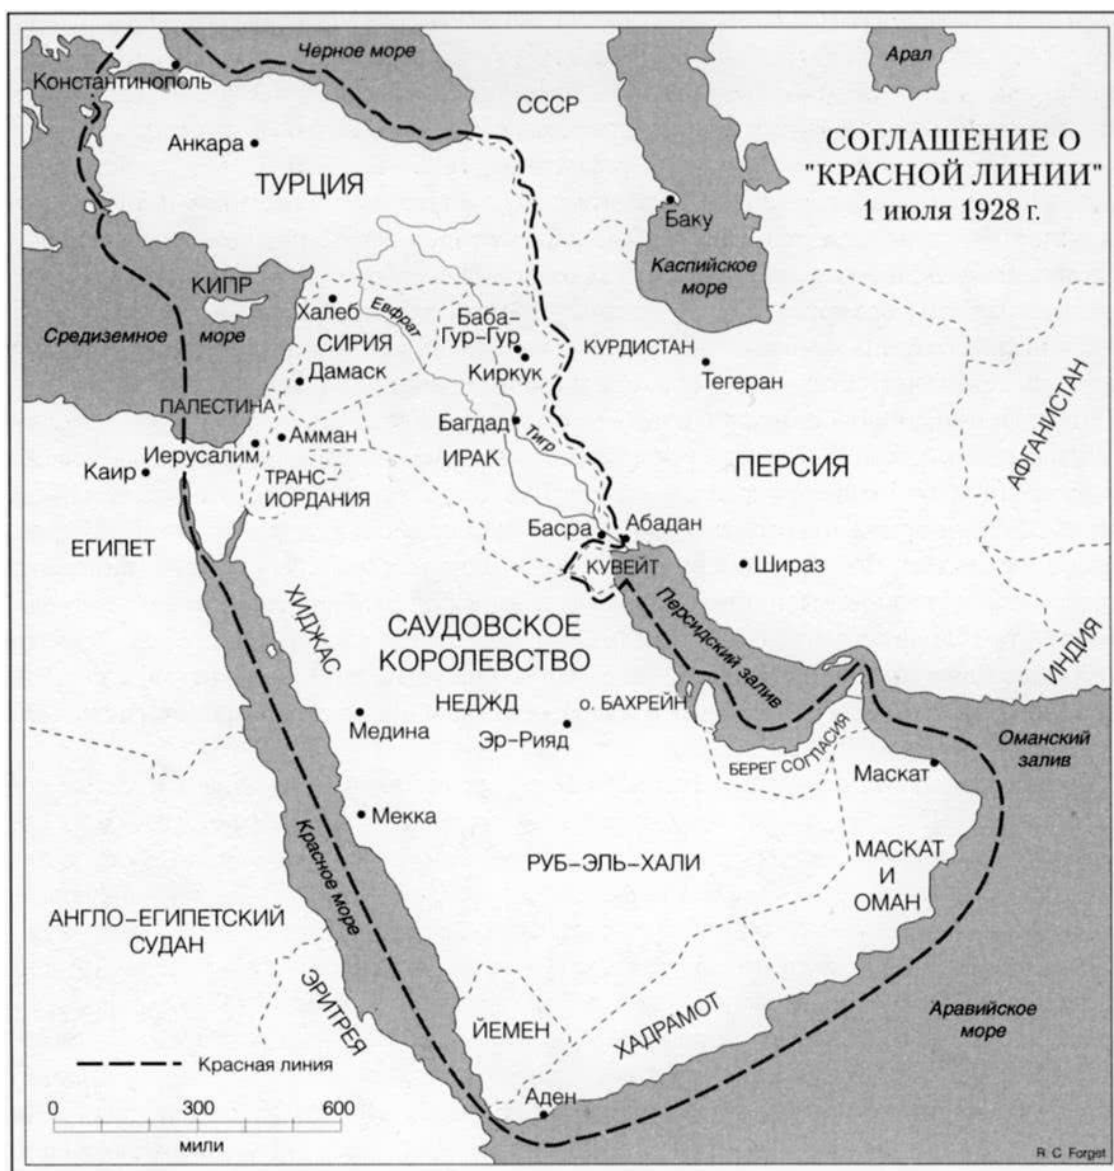 Черное море
Арал
Константинополь
СССР
СОГЛАШЕНИЕ О
"КРАСНОЙ ЛИНИИ"
1 июля 1928 г.
Анкара
ТУРЦИЯ
Баку
Каспийское
море
КИПР
Халеб
Евфрат
Баба-
Гур-Гур
Средиземное море
СИРИЯ
КУРДИСТАН
Киркук
Дамаск
Тегеран
АФГАНИСТАН
ПАЛЕСТИНА
Амман
Багдад
Тигр
Иерусалим
ИРАК
ПЕРСИЯ
Каир
ТРАНС-
ИОРДАНИЯ
Басра
Абадан
ЕГИПЕТ
КУВЕЙТ
Шираз
ХИДЖАС
САУДОВСКОЕ
КОРОЛЕВСТВО
Персидский залив
ИНДИЯ
НЕДЖД
о. БАХРЕЙН
Медина
Эр-Рияд
БЕРЕГ СОГЛАСИЯ
Оманский
залив
Маскат
Мекка
Красное море
РУБ-ЭЛЬ-ХАЛИ
МАСКАТ
И
ОМАН
АНГЛО-ЕГИПЕТСКИЙ
СУДАН
ЭРИТРЕЯ
ЙЕМЕН
ХАДРАМОТ
Аравийское
море
Красная линия
Аден
0 300 600
мили
R. C. Forget